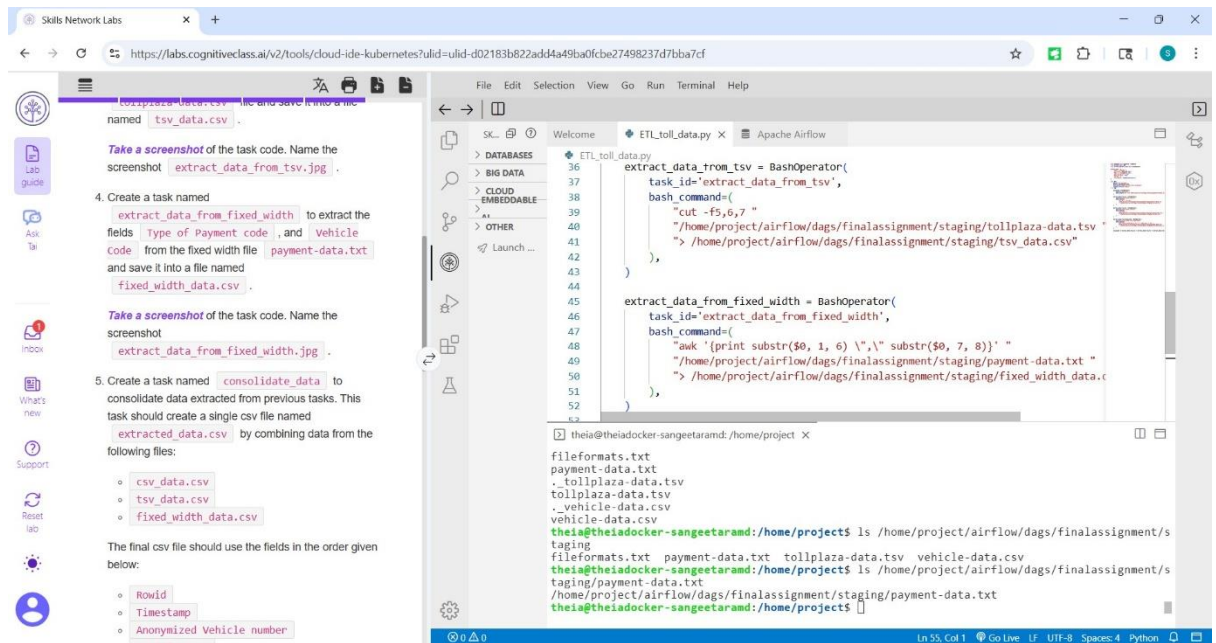 Skills Network Labs
https://labs.cognitiveclass.ai/v2/tools/cloud-ide-kubernetes?ulid=ulid-d02183b822add4a49ba0fcbe27498237d7bba7cf
S
Lab
guide
Ask
Tai
1
Inbox
What's
new
Support
Reset
lab
tollplaza-data.csv file and save it into a file
named tsv_data.csv .
Take a screenshot of the task code. Name the
screenshot extract_data_from_tsv.jpg .
4. Create a task named
extract_data_from_fixed_width to extract the
fields Type of Payment code , and Vehicle
Code from the fixed width file payment-data.txt
and save it into a file named
fixed_width_data.csv .
Take a screenshot of the task code. Name the
screenshot
extract_data_from_fixed_width.jpg .
5. Create a task named consolidate_data to
consolidate data extracted from previous tasks. This
task should create a single csv file named
extracted_data.csv by combining data from the
following files:
csv_data.csv
tsv_data.csv
fixed_width_data.csv
The final csv file should use the fields in the order given
below:
Rowid
Timestamp
Anonymized Vehicle number
File Edit Selection View Go Run Terminal Help
SK...
DATABASES
BIG DATA
CLOUD
EMBEDDABLE
OTHER
Launch ...
Welcome ETL_toll_data.py Apache Airflow
ETL_toll_data.py
36 extract_data_from_tsv = BashOperator(
37 task_id='extract_data_from_tsv',
38 bash_command=(
39 "cut -f5,6,7 "
40 "/home/project/airflow/dags/finalassignment/staging/tollplaza-data.tsv "
41 "> /home/project/airflow/dags/finalassignment/staging/tsv_data.csv"
42 ),
43 )
44
45 extract_data_from_fixed_width = BashOperator(
46 task_id='extract_data_from_fixed_width',
47 bash_command=(
48 "awk '{print substr($0, 1, 6) \",\" substr($0, 7, 8)}' "
49 "/home/project/airflow/dags/finalassignment/staging/payment-data.txt "
50 "> /home/project/airflow/dags/finalassignment/staging/fixed_width_data.c
51 ),
52 )
53
theia@theiadocker-sangeetaramd: /home/project
fileformats.txt
payment-data.txt
._tollplaza-data.tsv
tollplaza-data.tsv
._vehicle-data.csv
vehicle-data.csv
theia@theiadocker-sangeetaramd:/home/project$ ls /home/project/airflow/dags/finalassignment/s
taging
fileformats.txt payment-data.txt tollplaza-data.tsv vehicle-data.csv
theia@theiadocker-sangeetaramd:/home/project$ ls /home/project/airflow/dags/finalassignment/s
taging/payment-data.txt
/home/project/airflow/dags/finalassignment/staging/payment-data.txt
theia@theiadocker-sangeetaramd:/home/project$
0 0 Ln 55, Col 1 Go Live LF UTF-8 Spaces: 4 Python